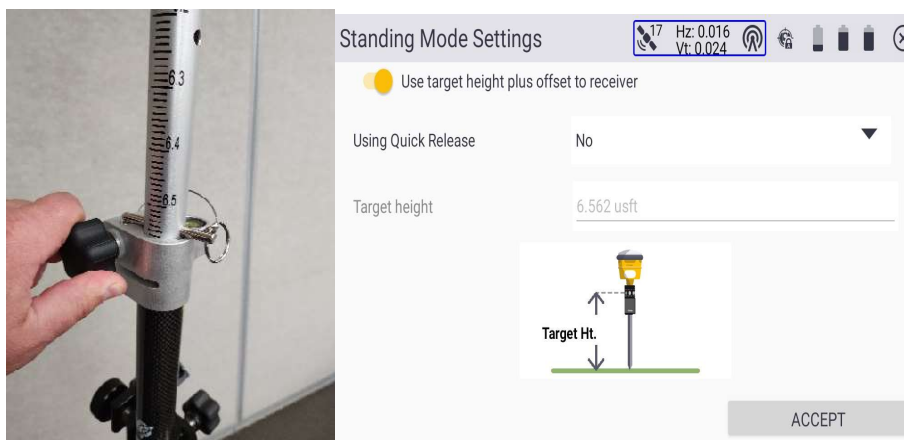 6.3
6.4
6.5
Standing Mode Settings
17
Hz: 0.016
Vt: 0.024
Use target height plus offset to receiver
Using Quick Release
No
Target height
6.562 usft
Target Ht.
ACCEPT